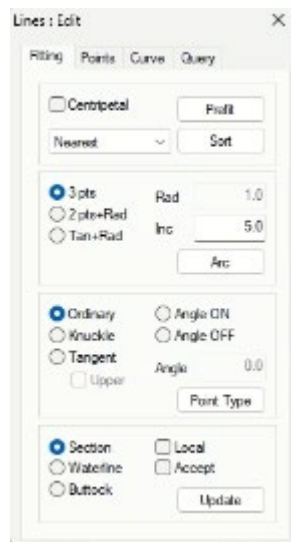 Lines : Edit
Fitting Points Curve Query
Centripetal Prefit
Nearest Sort
3 pts Rad 1.0
2 pts+Rad
Inc 5.0
Tan+Rad
Arc
Ordinary Angle ON
Knuckle Angle OFF
Tangent
Angle 0.0
Upper
Point Type
Section Local
Waterline Accept
Buttock
Update